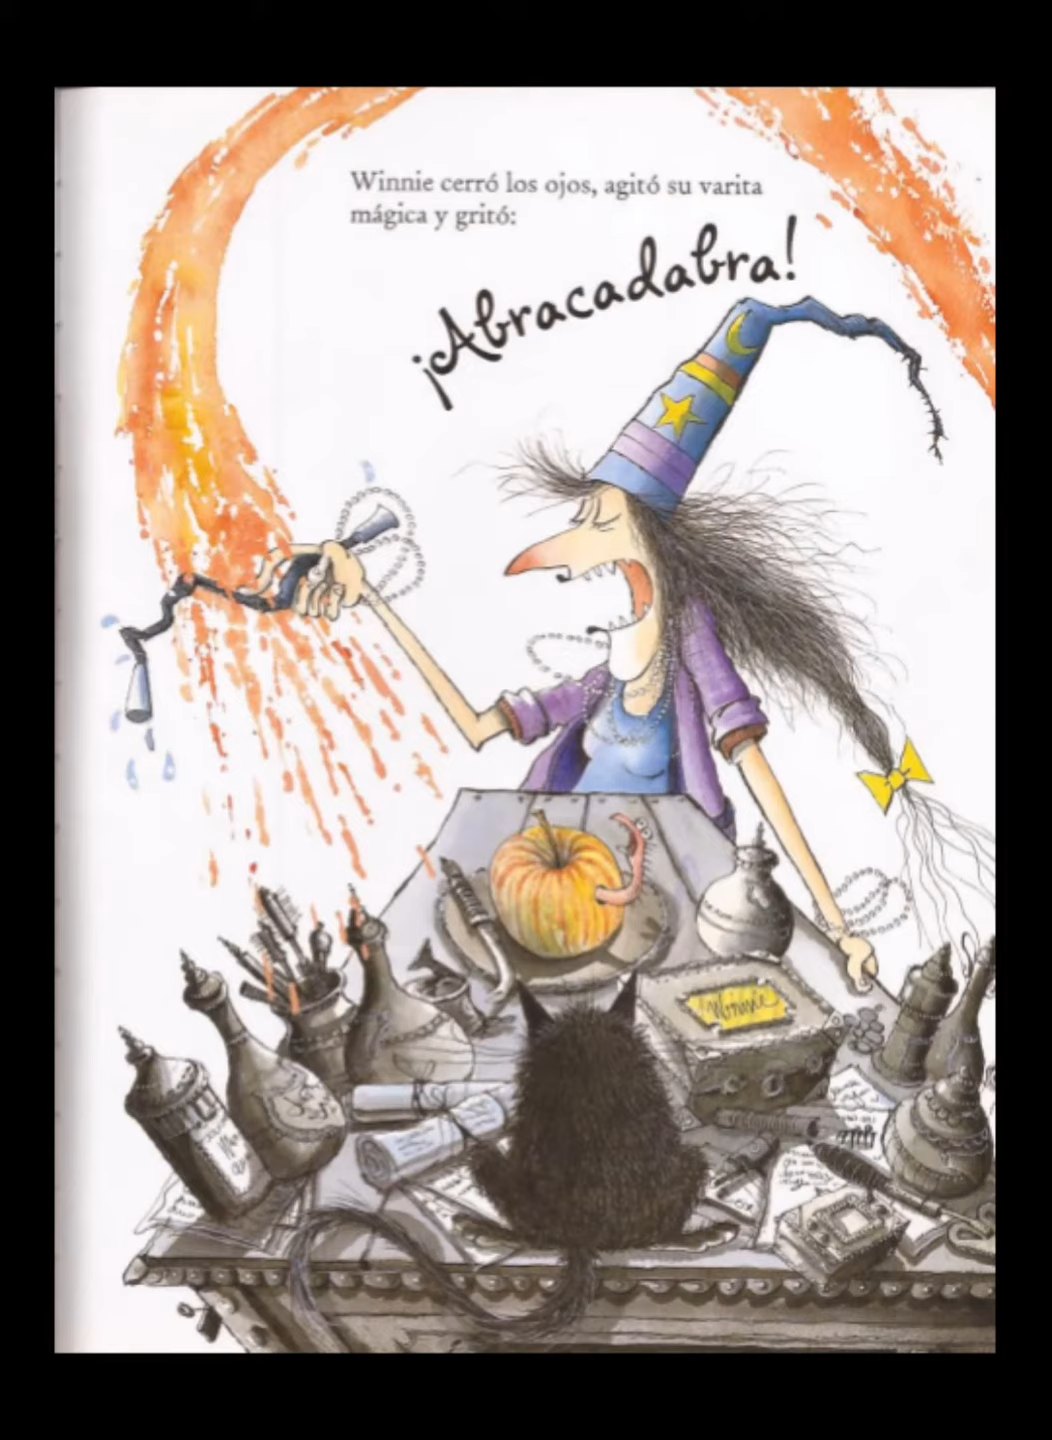 Winnie cerró los ojos, agitó su varita
mágica y gritó:
¡Abracadabra!
Winnie